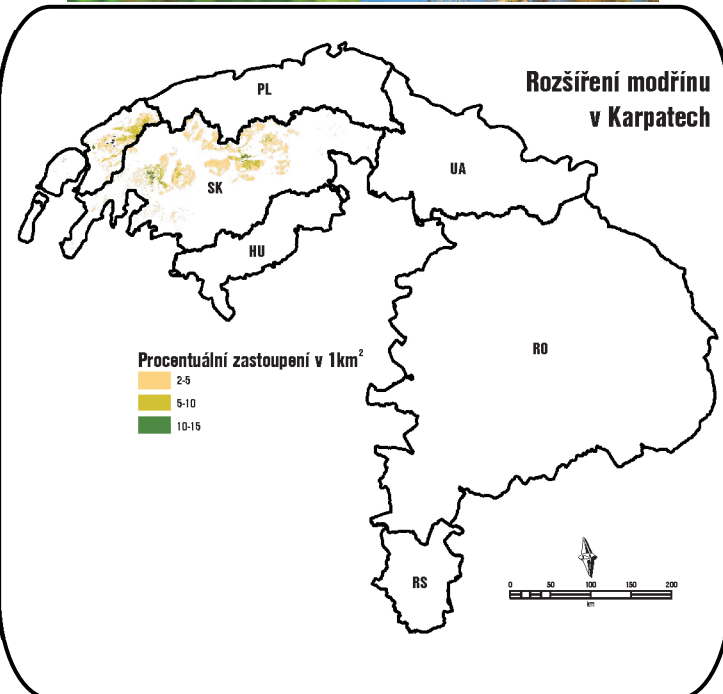 Rozšíření modřínu
v Karpatech
PL
UA
SK
HU
RO
RS
Procentuální zastoupení v 1km²
2-5
5-10
10-15
0 50 100 150 200
km